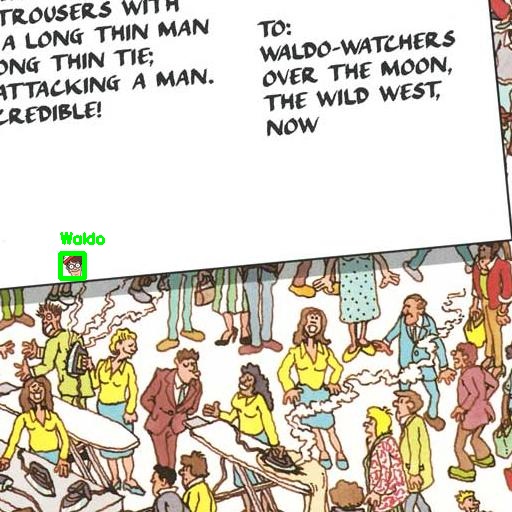 TROUSERS WITH
A LONG THIN MAN
ONG THIN TIE;
ATTACKING A MAN.
CREDIBLE!
TO:
WALDO-WATCHERS
OVER THE MOON,
THE WILD WEST,
NOW
Waldo